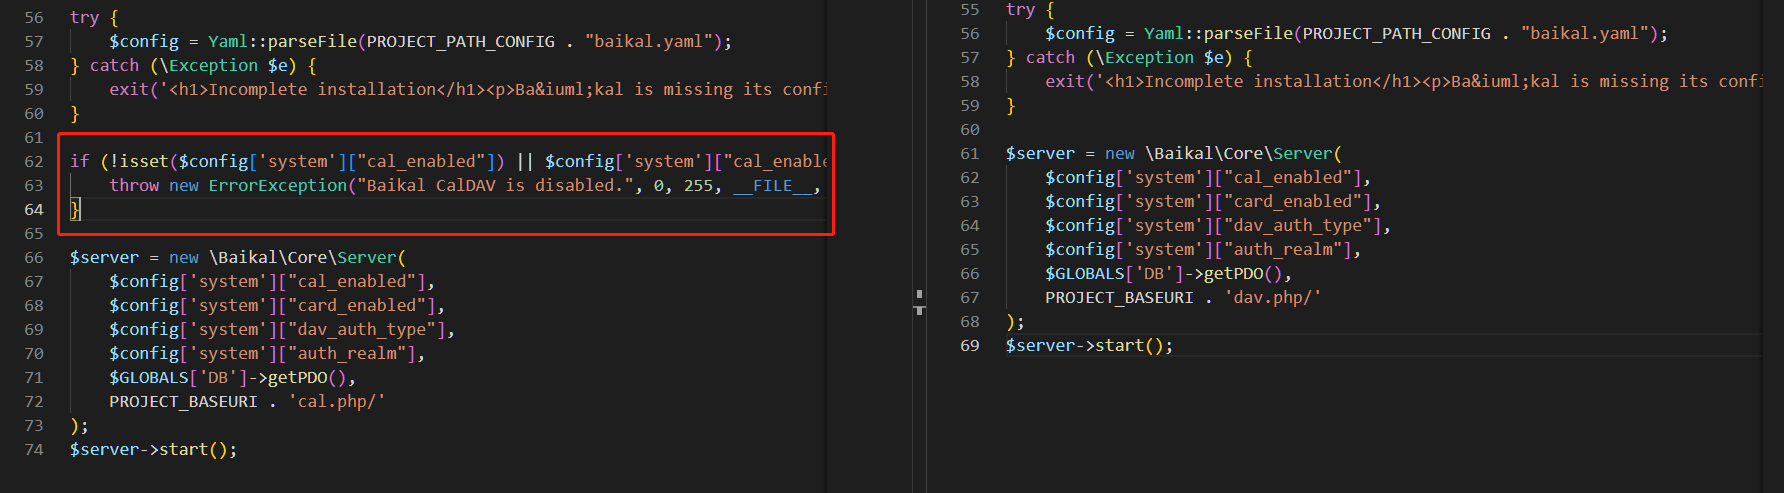 56 try {
57 $config = Yaml::parseFile(PROJECT_PATH_CONFIG . "baikal.yaml");
58 } catch (\Exception $e) {
59 exit('<h1>Incomplete installation</h1><p>Ba&iuml;kal is missing its confi
60 }
61
62 if (!isset($config['system']["cal_enabled"]) || $config['system']["cal_enable
63 throw new ErrorException("Baikal CalDAV is disabled.", 0, 255, __FILE__,
64 }
65
66 $server = new \Baikal\Core\Server(
67 $config['system']["cal_enabled"],
68 $config['system']["card_enabled"],
69 $config['system']["dav_auth_type"],
70 $config['system']["auth_realm"],
71 $GLOBALS['DB']->getPDO(),
72 PROJECT_BASEURI . 'cal.php/'
73 );
74 $server->start();
55 try {
56 $config = Yaml::parseFile(PROJECT_PATH_CONFIG . "baikal.yaml");
57 } catch (\Exception $e) {
58 exit('<h1>Incomplete installation</h1><p>Ba&iuml;kal is missing its confi
59 }
60
61 $server = new \Baikal\Core\Server(
62 $config['system']["cal_enabled"],
63 $config['system']["card_enabled"],
64 $config['system']["dav_auth_type"],
65 $config['system']["auth_realm"],
66 $GLOBALS['DB']->getPDO(),
67 PROJECT_BASEURI . 'dav.php/'
68 );
69 $server->start();